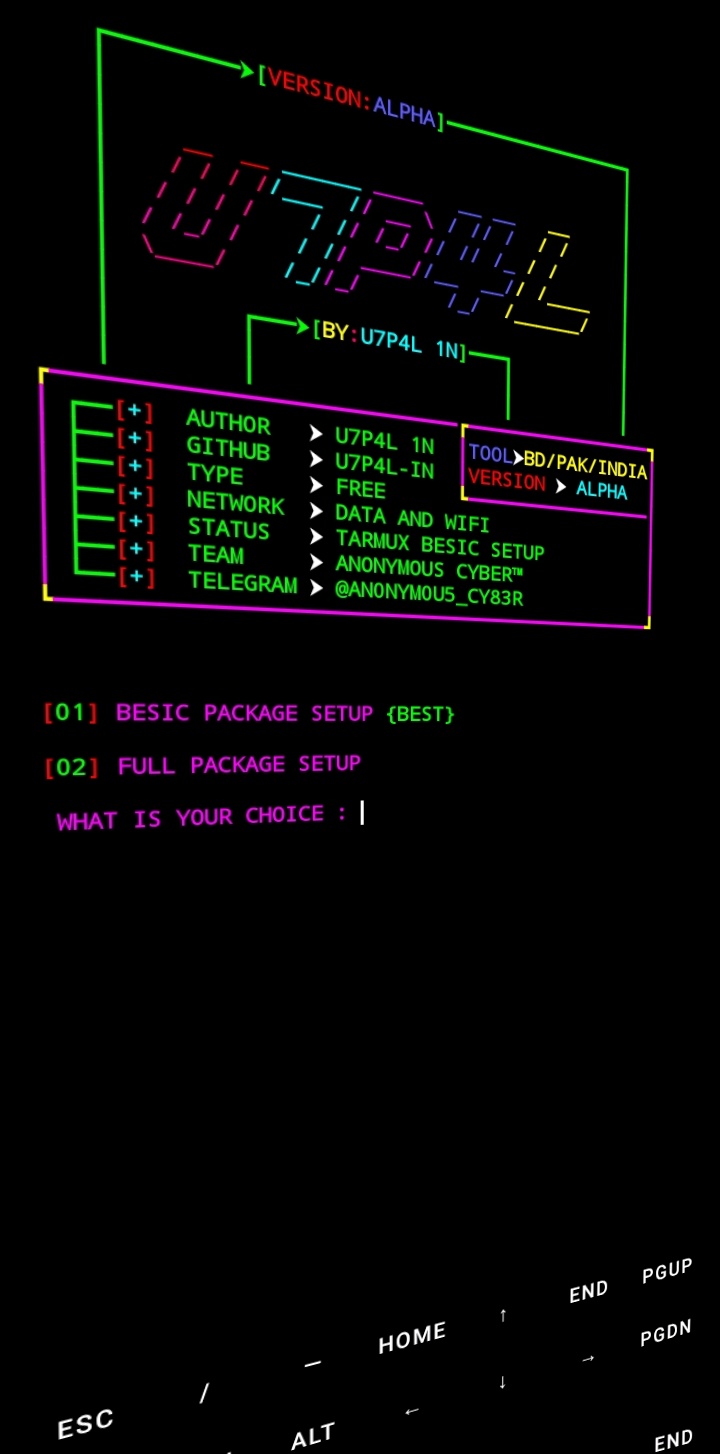 [VERSION:ALPHA]
U7P4L
[BY:U7P4L 1N]
[+] AUTHOR ➤ U7P4L 1N
[+] GITHUB ➤ U7P4L-IN
[+] TYPE ➤ FREE
[+] NETWORK ➤ DATA AND WIFI
[+] STATUS ➤ TARMUX BESIC SETUP
[+] TEAM ➤ ANONYMOUS CYBER™
[+] TELEGRAM ➤ @AN0NYM0U5_CY83R
TOOL➤BD/PAK/INDIA
VERSION ➤ ALPHA
[01] BESIC PACKAGE SETUP {BEST}
[02] FULL PACKAGE SETUP
WHAT IS YOUR CHOICE :
ESC / — HOME ↑ END PGUP
ALT ← ↓ → PGDN
END